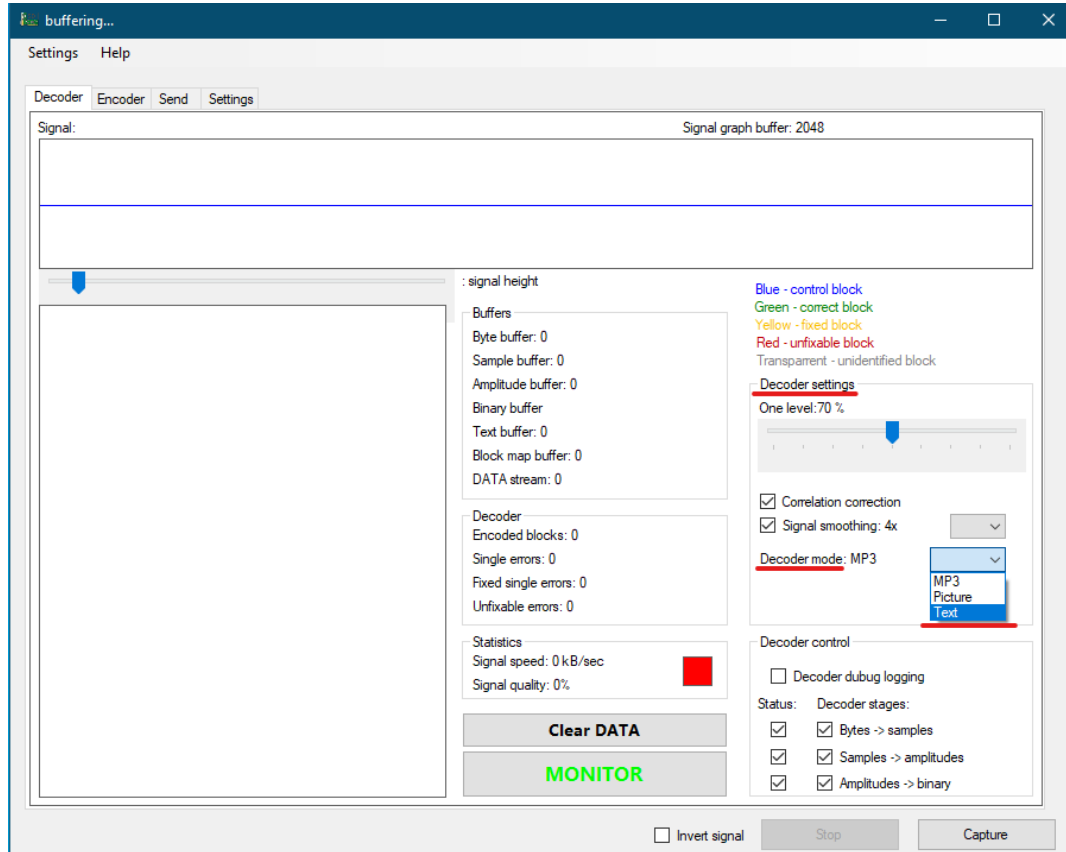 buffering...
Settings Help
Decoder Encoder Send Settings
Signal: Signal graph buffer: 2048
: signal height
Blue - control block
Green - correct block
Yellow - fixed block
Red - unfixable block
Transparrent - unidentified block
Buffers
Byte buffer: 0
Sample buffer: 0
Amplitude buffer: 0
Binary buffer
Text buffer: 0
Block map buffer: 0
DATA stream: 0
Decoder
Encoded blocks: 0
Single errors: 0
Fixed single errors: 0
Unfixable errors: 0
Statistics
Signal speed: 0 kB/sec
Signal quality: 0%
Clear DATA
MONITOR
Decoder settings
One level:70 %
Correlation correction
Signal smoothing: 4x
Decoder mode: MP3
MP3
Picture
Text
Decoder control
Decoder dubug logging
Status: Decoder stages:
Bytes -> samples
Samples -> amplitudes
Amplitudes -> binary
Invert signal Stop Capture